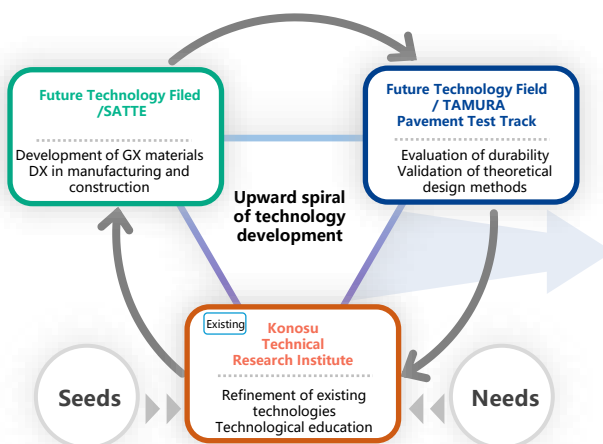 Future Technology Filed
/SATTE
Development of GX materials
DX in manufacturing and
construction
Future Technology Field
/ TAMURA
Pavement Test Track
Evaluation of durability
Validation of theoretical
design methods
Upward spiral
of technology
development
Existing
Konosu
Technical
Research Institute
Refinement of existing
technologies
Technological education
Seeds
Needs